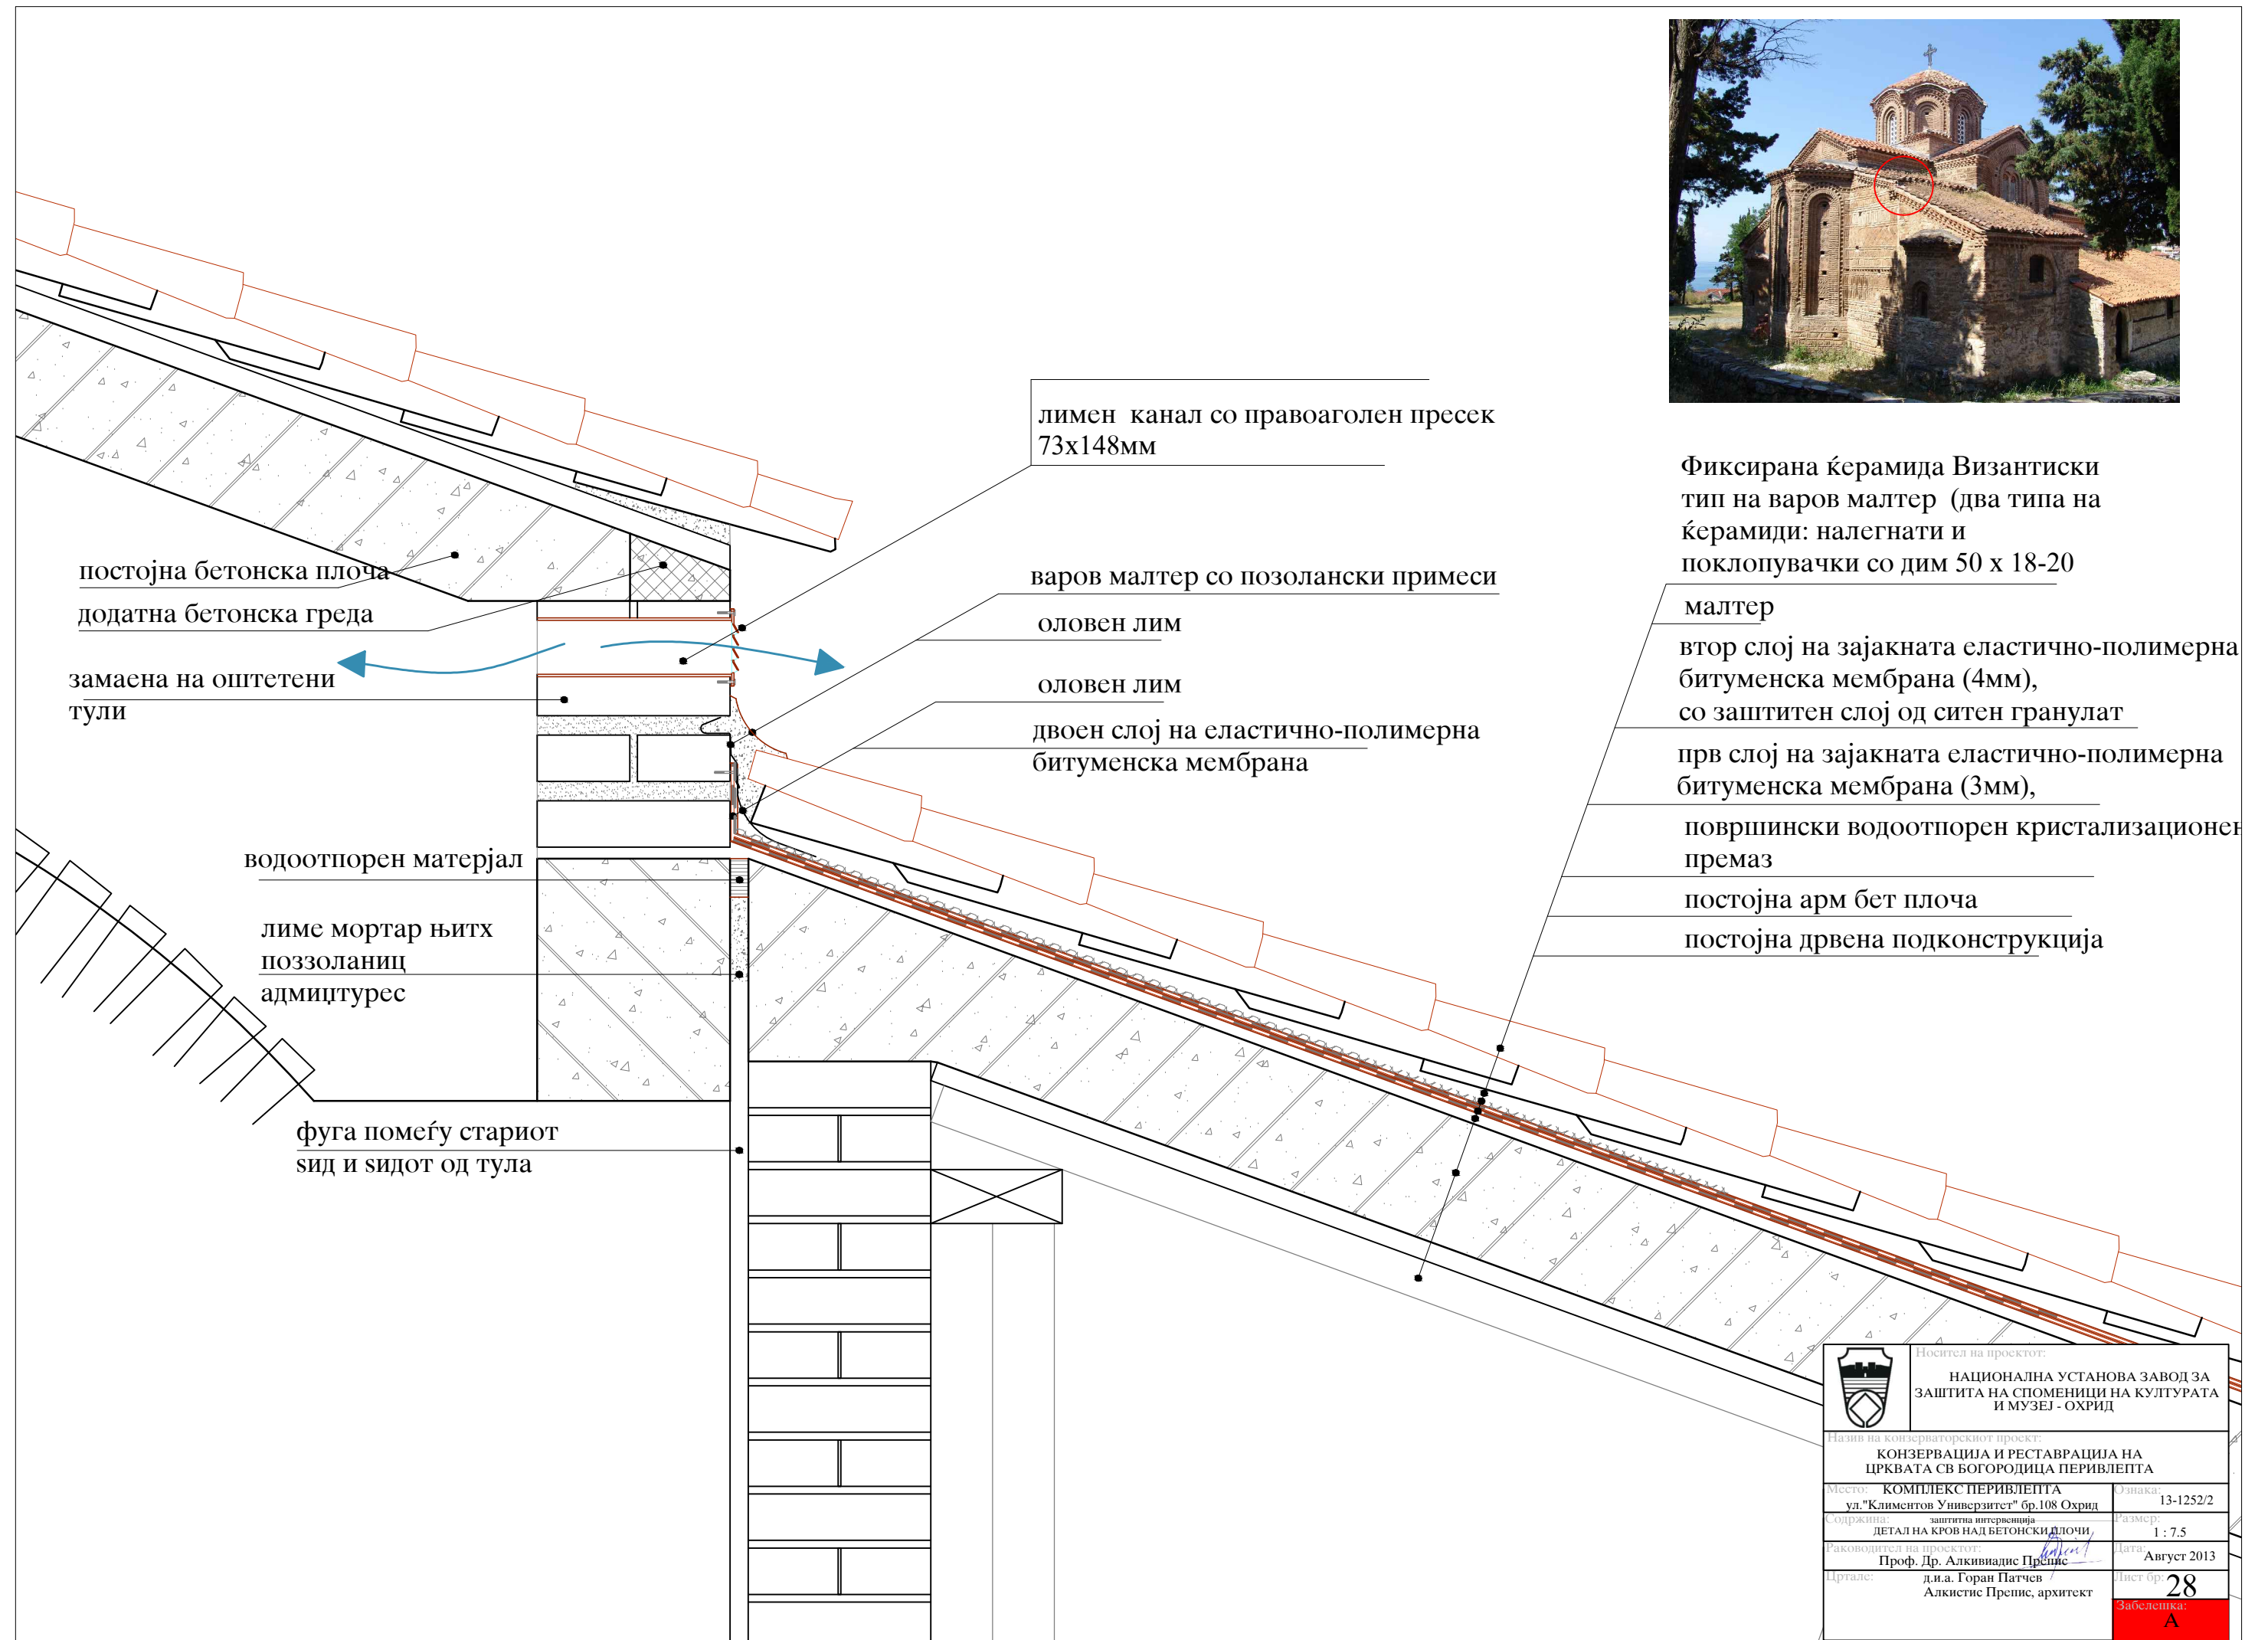 лимен канал со правоаголен пресек
73x148мм
постојна бетонска плоча
додатна бетонска греда
замаена на оштетени
тули
варов малтер со позолански примеси
оловен лим
оловен лим
двоен слој на еластично-полимерна
битуменска мембрана
водоотпорен матерјал
лиме мортар њитх
поззоланиц
адмиџтурес
фуга помеѓу стариот
ѕид и ѕидот од тула
Фиксирана ќерамида Византиски
тип на варов малтер (два типа на
ќерамиди: налегнати и
поклопувачки со дим 50 x 18-20
малтер
втор слој на зајакната еластично-полимерна
битуменска мембрана (4мм),
со заштитен слој од ситен гранулат
прв слој на зајакната еластично-полимерна
битуменска мембрана (3мм),
површински водоотпорен кристализационен
премаз
постојна арм бет плоча
постојна дрвена подконструкција
Носител на проектот:
НАЦИОНАЛНА УСТАНОВА ЗАВОД ЗА
ЗАШТИТА НА СПОМЕНИЦИ НА КУЛТУРАТА
И МУЗЕЈ - ОХРИД
Назив на конзерваторскиот проект:
КОНЗЕРВАЦИЈА И РЕСТАВРАЦИЈА НА
ЦРКВАТА СВ БОГОРОДИЦА ПЕРИВЛЕПТА
Место: КОМПЛЕКС ПЕРИВЛЕПТА
ул."Климентов Универзитет" бр.108 Охрид
Ознака: 13-1252/2
Содржина: заштитна интервенција
ДЕТАЛ НА КРОВ НАД БЕТОНСКИ ПЛОЧИ
Размер: 1 : 7.5
Раководител на проектот:
Проф. Др. Алкивиадис Препис
Дата: Август 2013
Цртале: д.и.а. Горан Патчев
Алкистис Препис, архитект
Лист бр: 28
Забелешка:
А